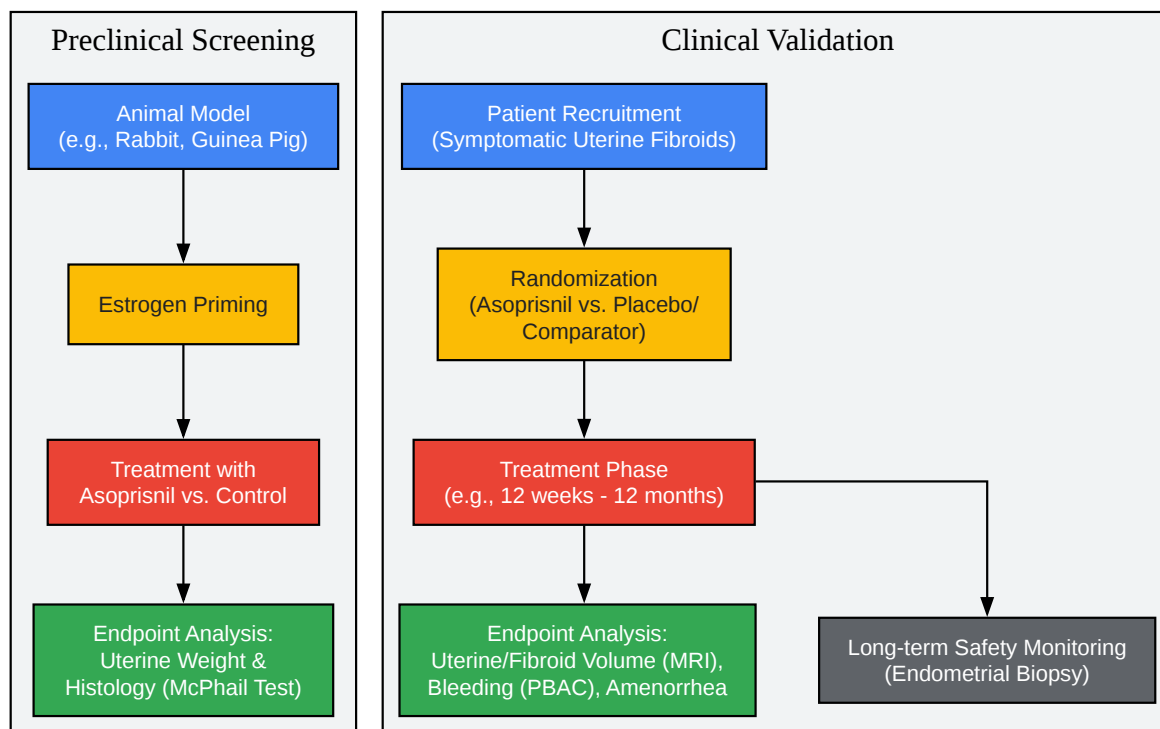 Preclinical Screening
Animal Model
(e.g., Rabbit, Guinea Pig)
Estrogen Priming
Treatment with
Asoprisnil vs. Control
Endpoint Analysis:
Uterine Weight &
Histology (McPhail Test)
Clinical Validation
Patient Recruitment
(Symptomatic Uterine Fibroids)
Randomization
(Asoprisnil vs. Placebo/
Comparator)
Treatment Phase
(e.g., 12 weeks - 12 months)
Endpoint Analysis:
Uterine/Fibroid Volume (MRI),
Bleeding (PBAC), Amenorrhea
Long-term Safety Monitoring
(Endometrial Biopsy)